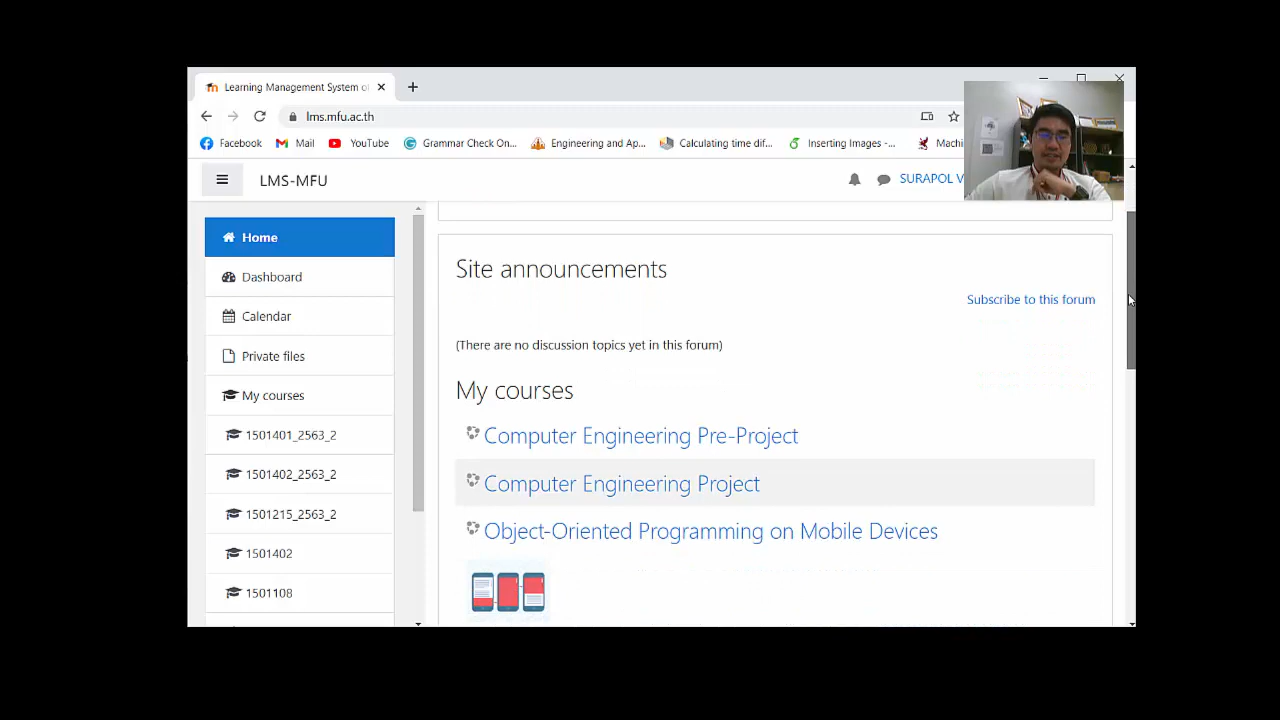 Learning Management System o
lms.mfu.ac.th
Facebook
Mail
YouTube
Grammar Check On...
Engineering and Ap...
Calculating time dif...
Inserting Images -...
Machi
LMS-MFU
SURAPOL V
Home
Dashboard
Calendar
Private files
My courses
1501401_2563_2
1501402_2563_2
1501215_2563_2
1501402
1501108
Site announcements
Subscribe to this forum
(There are no discussion topics yet in this forum)
My courses
Computer Engineering Pre-Project
Computer Engineering Project
Object-Oriented Programming on Mobile Devices